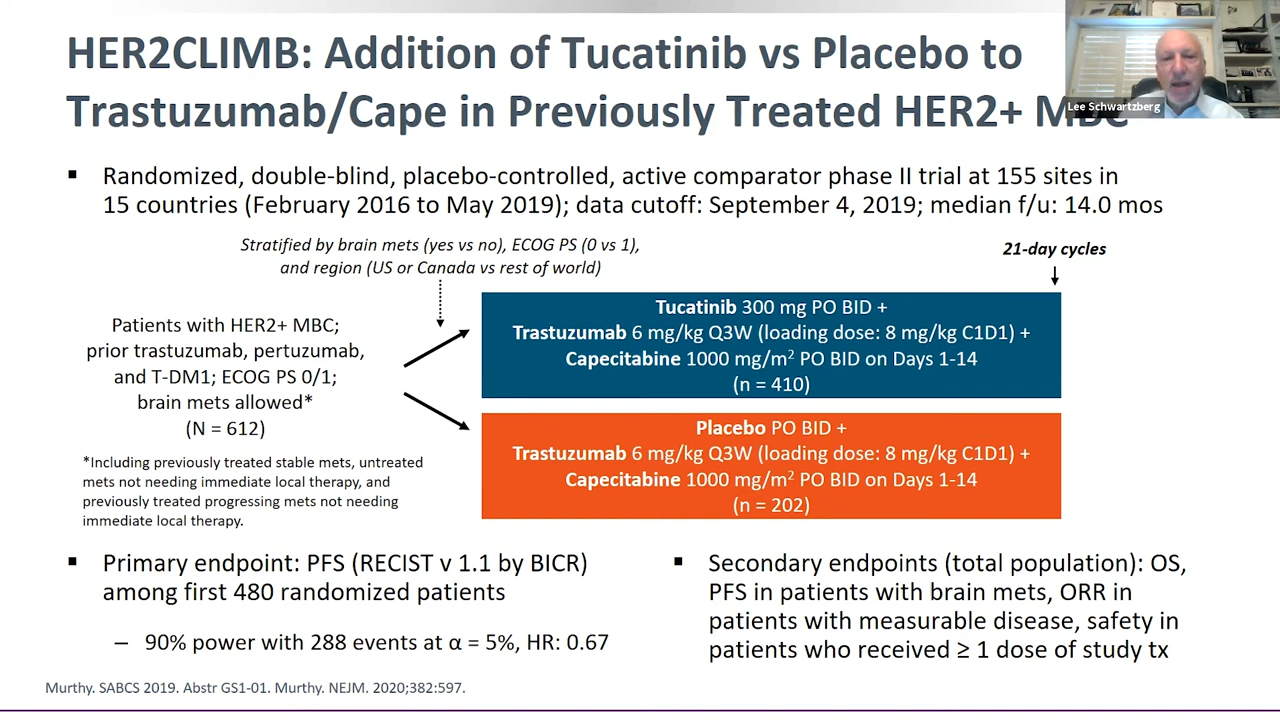 HER2CLIMB: Addition of Tucatinib vs Placebo to
Trastuzumab/Cape in Previously Treated HER2+ MBC
Lee Schwartzberg
▪ Randomized, double-blind, placebo-controlled, active comparator phase II trial at 155 sites in
15 countries (February 2016 to May 2019); data cutoff: September 4, 2019; median f/u: 14.0 mos
Stratified by brain mets (yes vs no), ECOG PS (0 vs 1),
and region (US or Canada vs rest of world)
21-day cycles
Patients with HER2+ MBC;
prior trastuzumab, pertuzumab,
and T-DM1; ECOG PS 0/1;
brain mets allowed*
(N = 612)
*Including previously treated stable mets, untreated
mets not needing immediate local therapy, and
previously treated progressing mets not needing
immediate local therapy.
Tucatinib 300 mg PO BID +
Trastuzumab 6 mg/kg Q3W (loading dose: 8 mg/kg C1D1) +
Capecitabine 1000 mg/m² PO BID on Days 1-14
(n = 410)
Placebo PO BID +
Trastuzumab 6 mg/kg Q3W (loading dose: 8 mg/kg C1D1) +
Capecitabine 1000 mg/m² PO BID on Days 1-14
(n = 202)
▪ Primary endpoint: PFS (RECIST v 1.1 by BICR)
among first 480 randomized patients
– 90% power with 288 events at α = 5%, HR: 0.67
▪ Secondary endpoints (total population): OS,
PFS in patients with brain mets, ORR in
patients with measurable disease, safety in
patients who received ≥ 1 dose of study tx
Murthy. SABCS 2019. Abstr GS1-01. Murthy. NEJM. 2020;382:597.